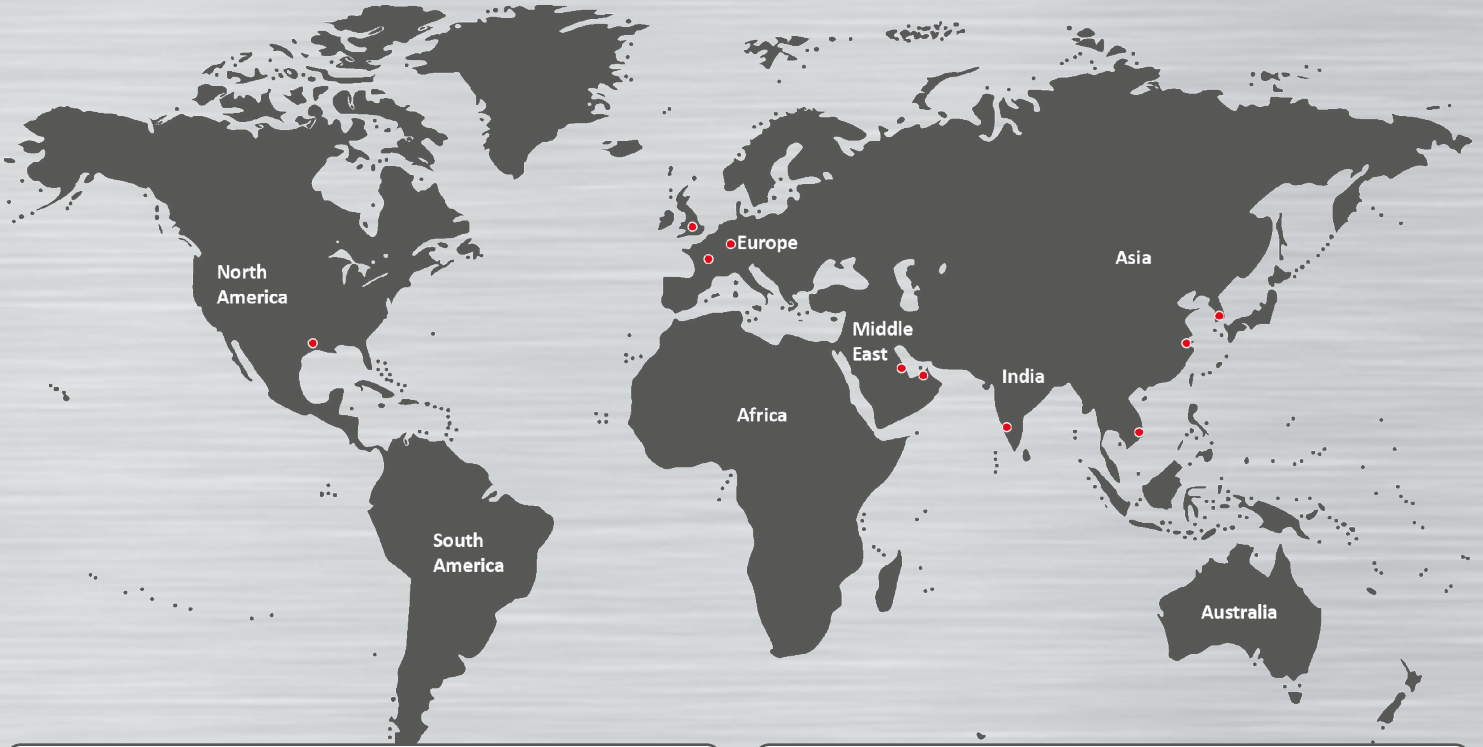 North
America
Europe
Asia
Middle
East
India
Africa
South
America
Australia